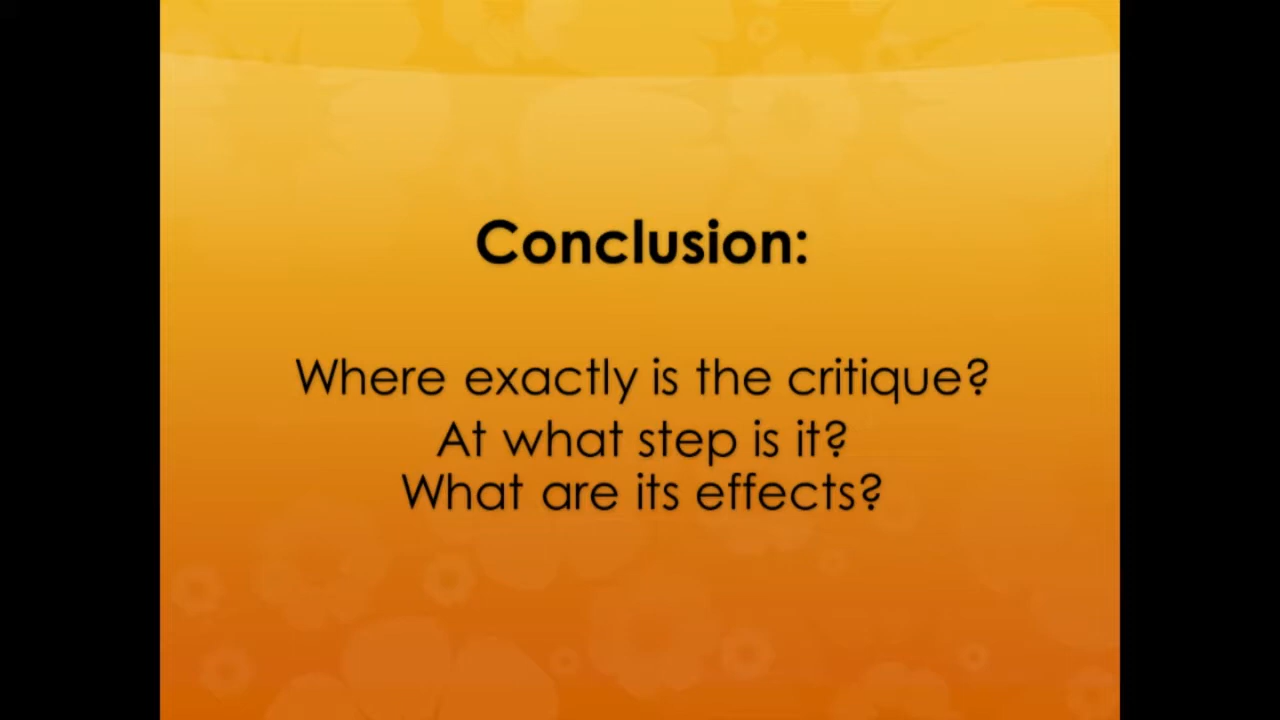 Conclusion:
Where exactly is the critique?
At what step is it?
What are its effects?